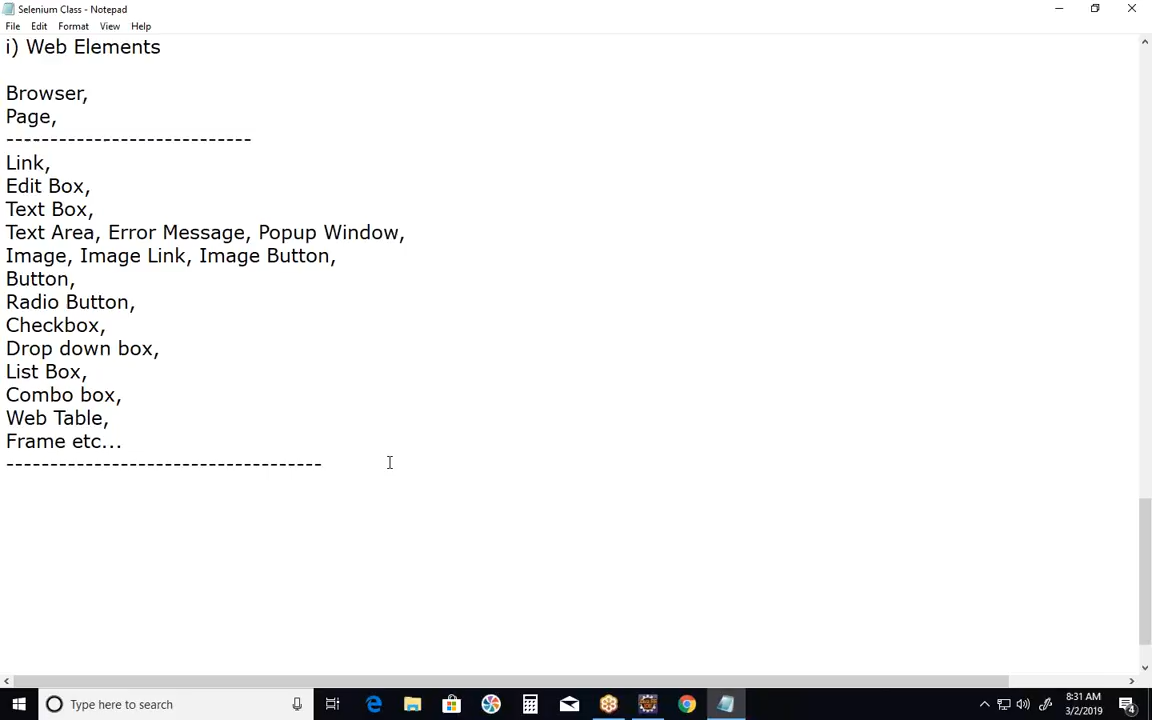 Selenium Class - Notepad
File Edit Format View Help
i) Web Elements
Browser,
Page,
----------------------------
Link,
Edit Box,
Text Box,
Text Area, Error Message, Popup Window,
Image, Image Link, Image Button,
Button,
Radio Button,
Checkbox,
Drop down box,
List Box,
Combo box,
Web Table,
Frame etc...
------------------------------------
Type here to search
8:31 AM
3/2/2019
4